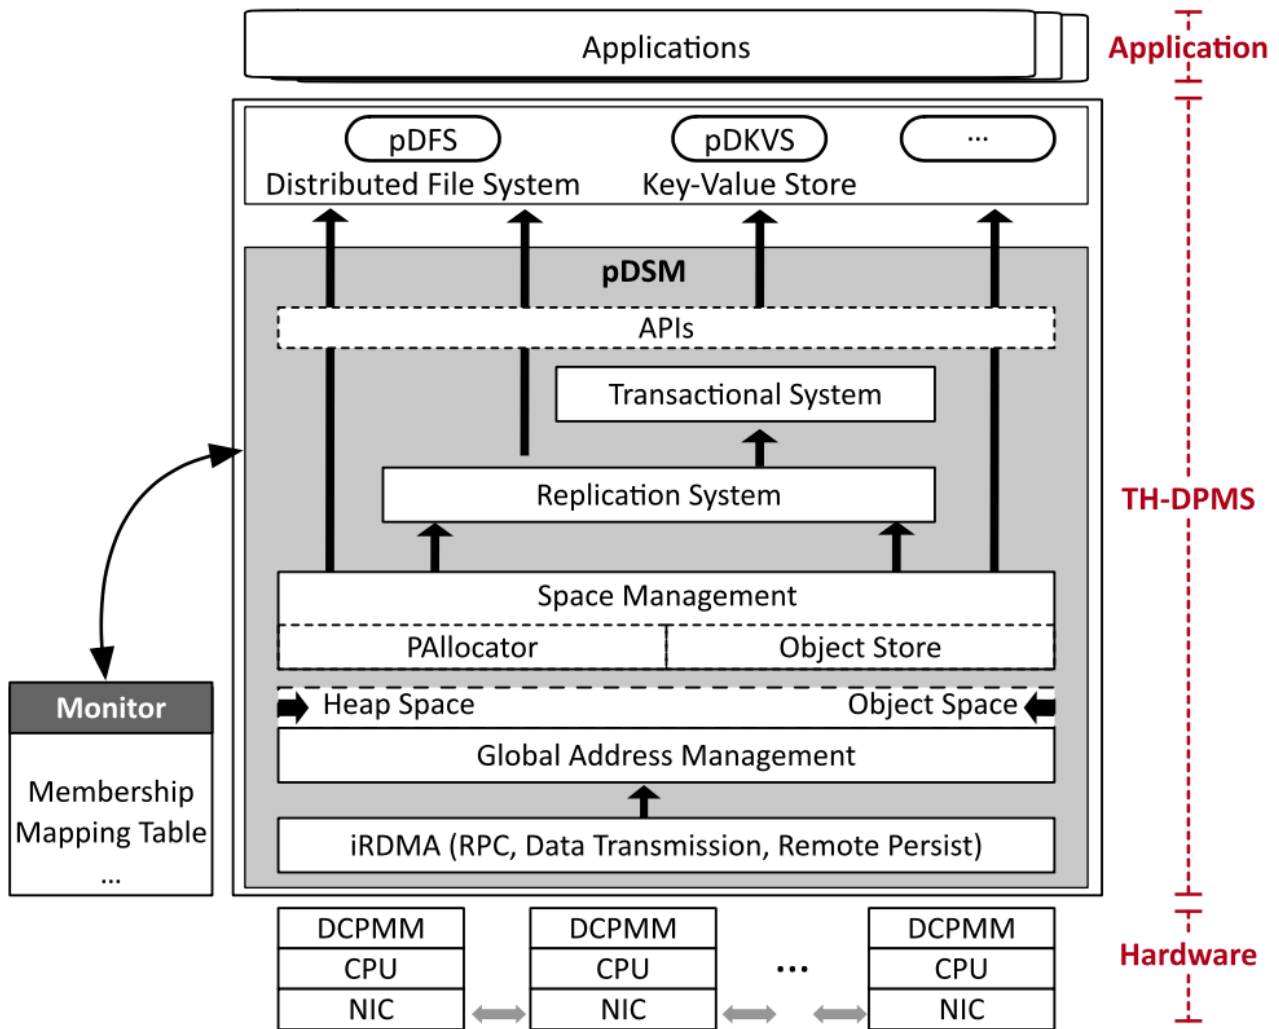 Applications
Application
pDFS
pDKVS
...
Distributed File System
Key-Value Store
pDSM
APIs
Transactional System
TH-DPMS
Replication System
Space Management
PAllocator
Object Store
Monitor
Heap Space
Object Space
Global Address Management
Membership
Mapping Table
...
iRDMA (RPC, Data Transmission, Remote Persist)
DCPMM
CPU
NIC
DCPMM
CPU
NIC
...
DCPMM
CPU
NIC
Hardware